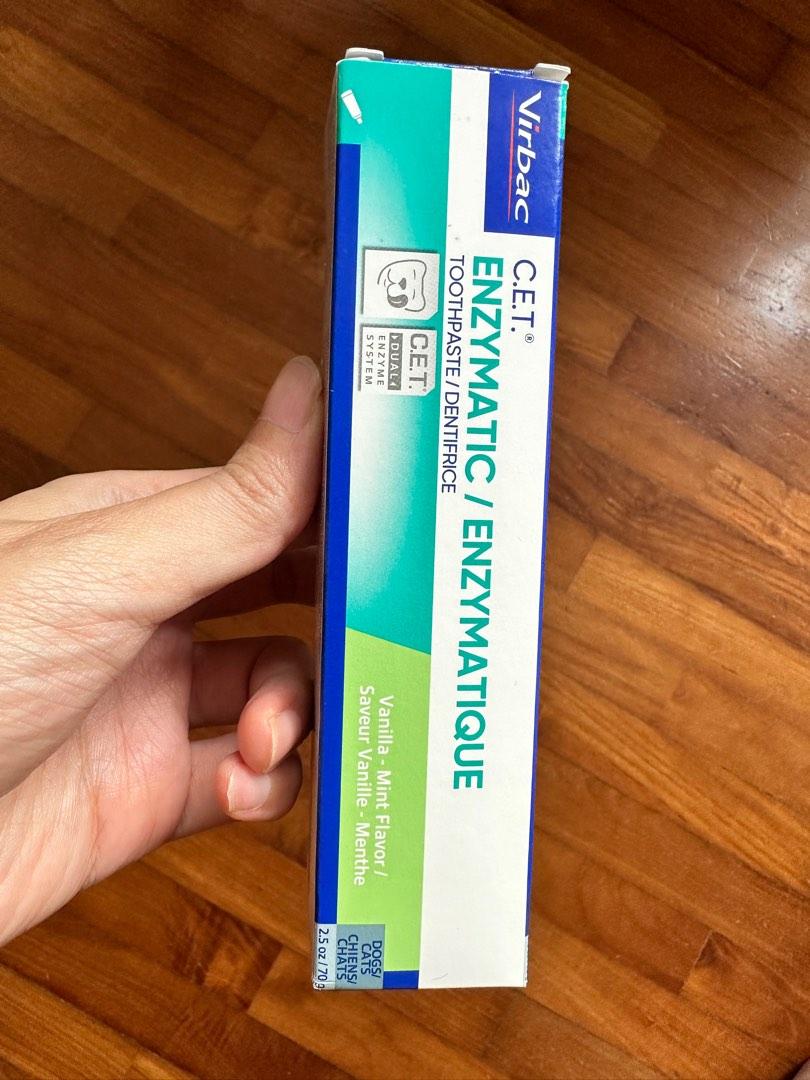 Virbac
C.E.T.®
ENZYMATIC / ENZYMATIQUE
TOOTHPASTE / DENTIFRICE
C.E.T.®
DUAL
ENZYME
SYSTEM
Vanilla - Mint Flavor /
Saveur Vanille - Menthe
DOGS/
CATS
CHIENS/
CHATS
2.5 oz / 70 g